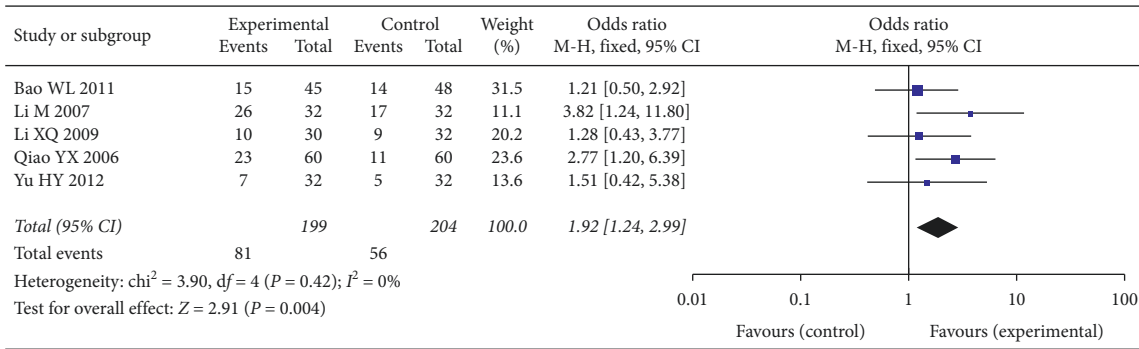 Study or subgroup Experimental Control Weight Odds ratio Odds ratio
Events Total Events Total (%) M-H, fixed, 95% CI M-H, fixed, 95% CI
Bao WL 2011 15 45 14 48 31.5 1.21 [0.50, 2.92]
Li M 2007 26 32 17 32 11.1 3.82 [1.24, 11.80]
Li XQ 2009 10 30 9 32 20.2 1.28 [0.43, 3.77]
Qiao YX 2006 23 60 11 60 23.6 2.77 [1.20, 6.39]
Yu HY 2012 7 32 5 32 13.6 1.51 [0.42, 5.38]
Total (95% CI) 199 204 100.0 1.92 [1.24, 2.99]
Total events 81 56
Heterogeneity: chi² = 3.90, df = 4 (P = 0.42); I² = 0%
Test for overall effect: Z = 2.91 (P = 0.004)
0.01 0.1 1 10 100
Favours (control) Favours (experimental)